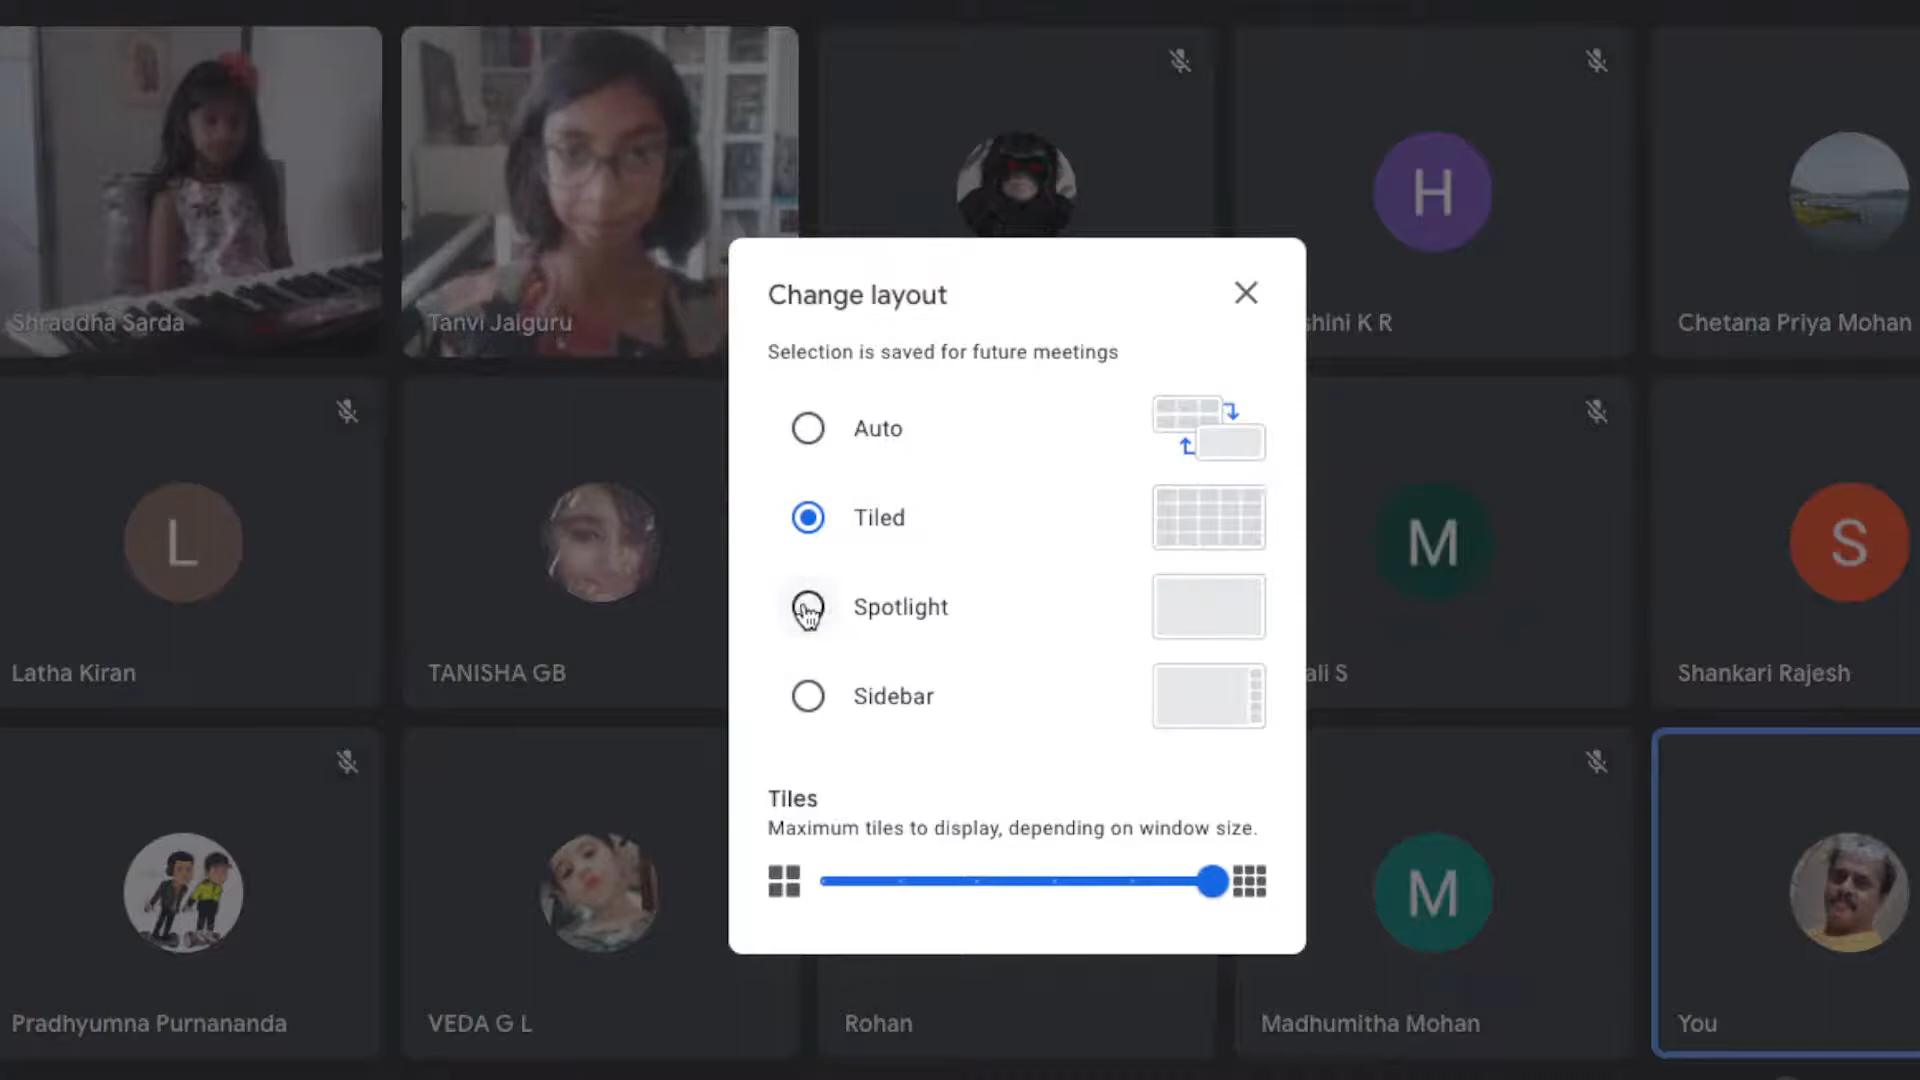 H
Shraddha Sarda
Tanvi Jaiguru
shini K R
Chetana Priya Mohan
Change layout
Selection is saved for future meetings
Auto
Tiled
Spotlight
Sidebar
Tiles
Maximum tiles to display, depending on window size.
L
M
S
Latha Kiran
TANISHA GB
ali S
Shankari Rajesh
M
Pradhyumna Purnananda
VEDA G L
Rohan
Madhumitha Mohan
You